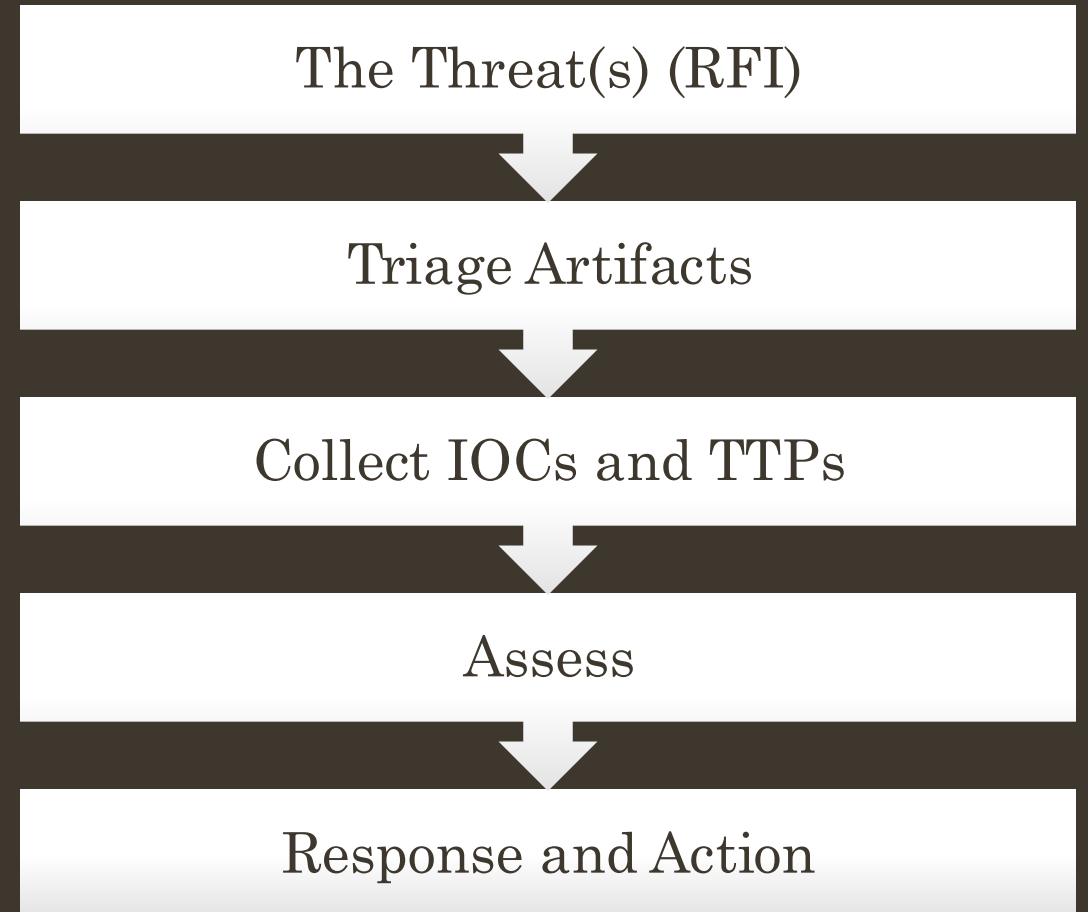 The Threat(s) (RFI)
Triage Artifacts
Collect IOCs and TTPs
Assess
Response and Action